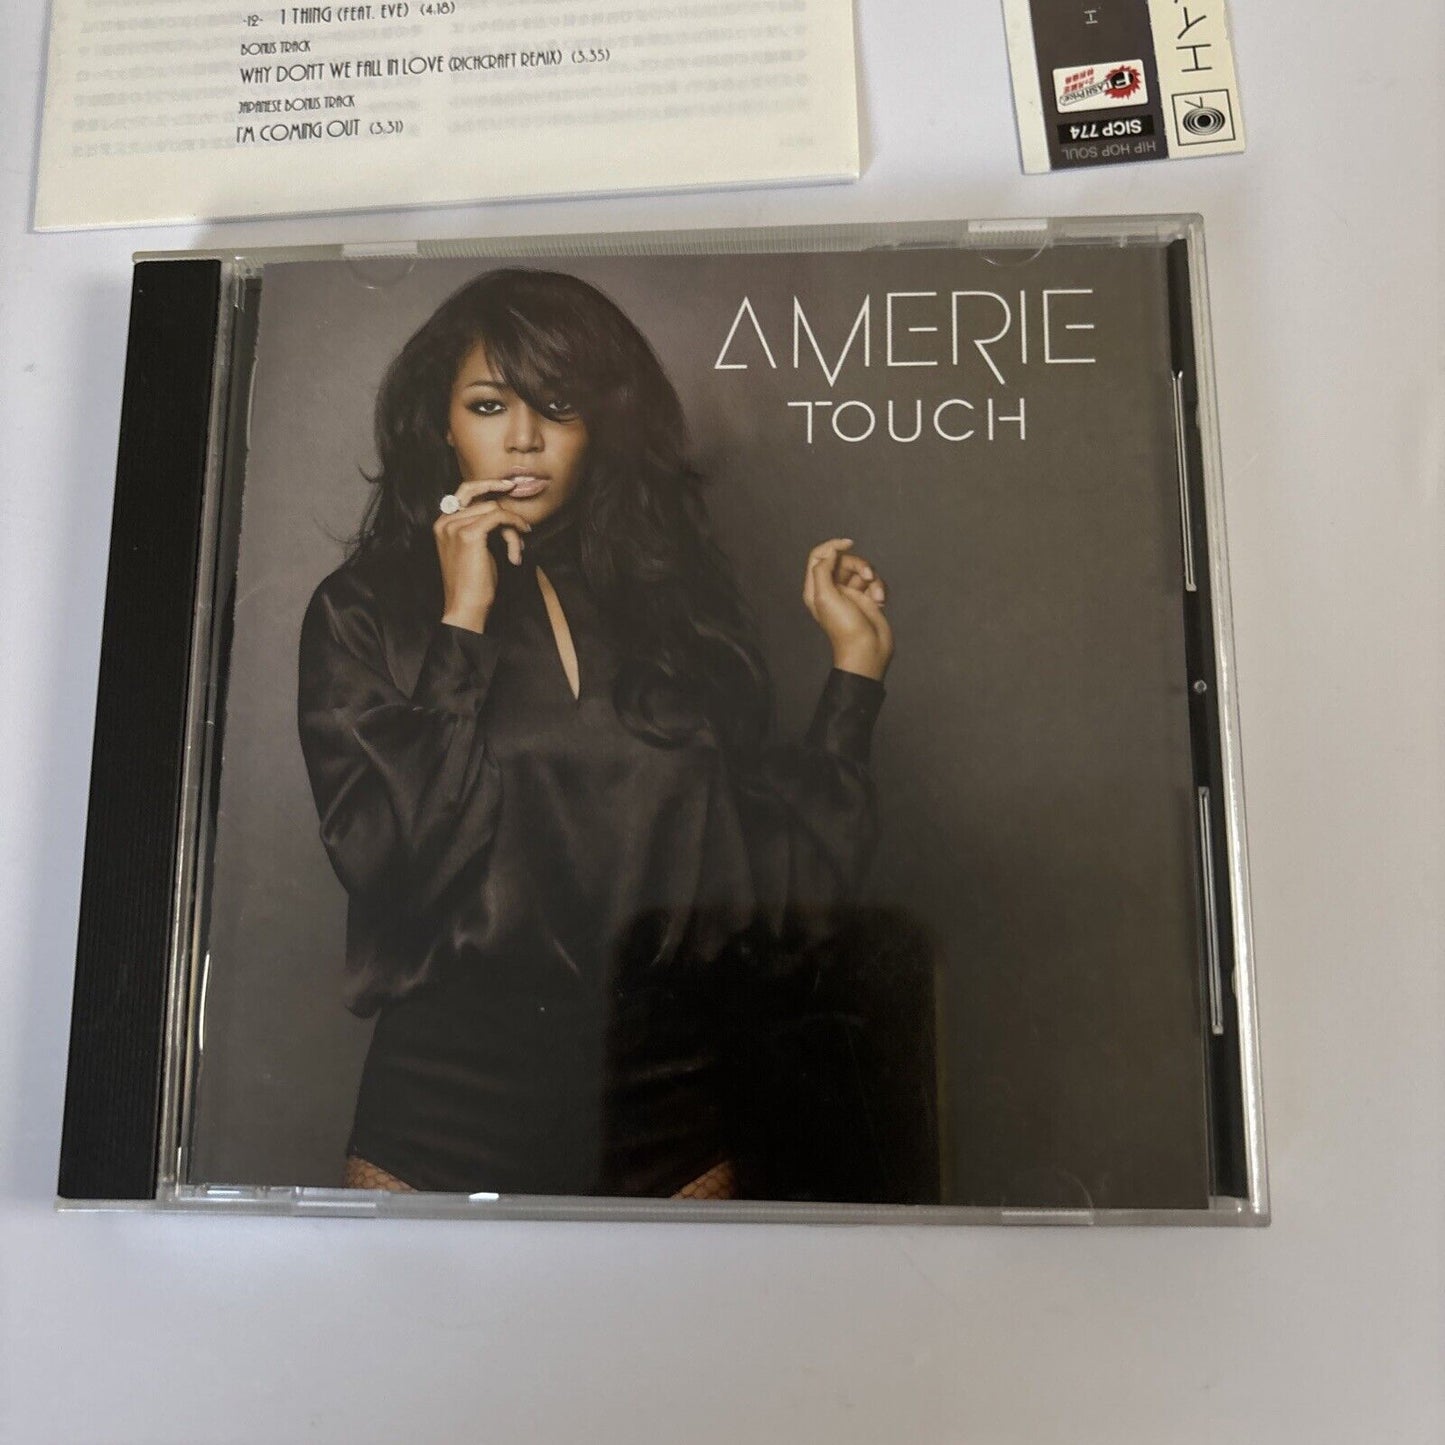 -12- 1 THING (FEAT. EVE) (4.18)
BONUS TRACK
WHY DON'T WE FALL IN LOVE (RICHCRAFT REMIX) (3.35)
JAPANESE BONUS TRACK
I'M COMING OUT (3.31)
SICP 774
HIP HOP SOUL
AMERIE
TOUCH